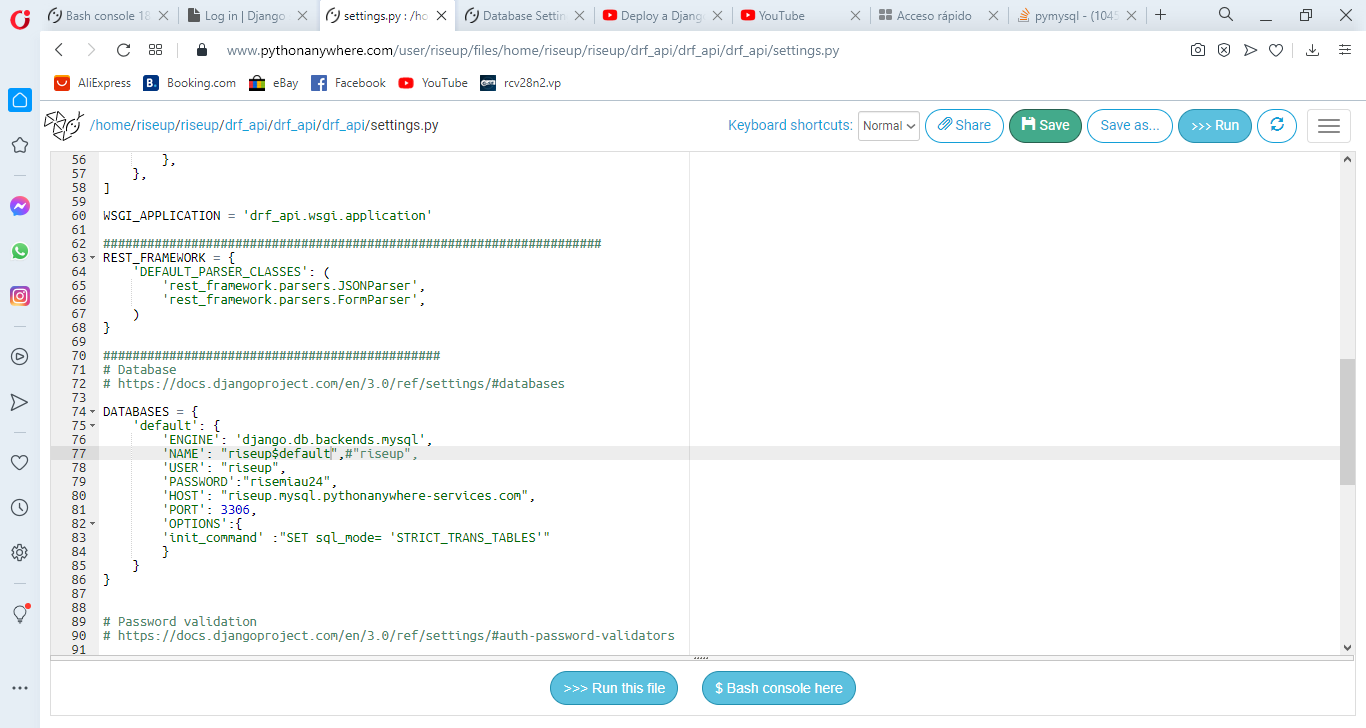 Bash console 18
Log in | Django
settings.py : /ho
Database Settin
Deploy a Djang
YouTube
Acceso rápido
pymysql - (1045
www.pythonanywhere.com/user/riseup/files/home/riseup/riseup/drf_api/drf_api/drf_api/settings.py
AliExpress
B. Booking.com
eBay
Facebook
YouTube
rcv28n2.vp
/home/riseup/riseup/drf_api/drf_api/drf_api/settings.py
Keyboard shortcuts: Normal
Share
Save
Save as...
>>> Run
56 },
57 },
58 ]
59
60 WSGI_APPLICATION = 'drf_api.wsgi.application'
61
62 ####################################################################
63 REST_FRAMEWORK = {
64 'DEFAULT_PARSER_CLASSES': (
65 'rest_framework.parsers.JSONParser',
66 'rest_framework.parsers.FormParser',
67 )
68 }
69
70 ##############################################
71 # Database
72 # https://docs.djangoproject.com/en/3.0/ref/settings/#databases
73
74 DATABASES = {
75 'default': {
76 'ENGINE': 'django.db.backends.mysql',
77 'NAME': "riseup$default",#"riseup",
78 'USER': "riseup",
79 'PASSWORD':"risemiau24",
80 'HOST': "riseup.mysql.pythonanywhere-services.com",
81 'PORT': 3306,
82 'OPTIONS':{
83 'init_command' :"SET sql_mode= 'STRICT_TRANS_TABLES'"
84 }
85 }
86 }
87
88
89 # Password validation
90 # https://docs.djangoproject.com/en/3.0/ref/settings/#auth-password-validators
91
>>> Run this file
$ Bash console here